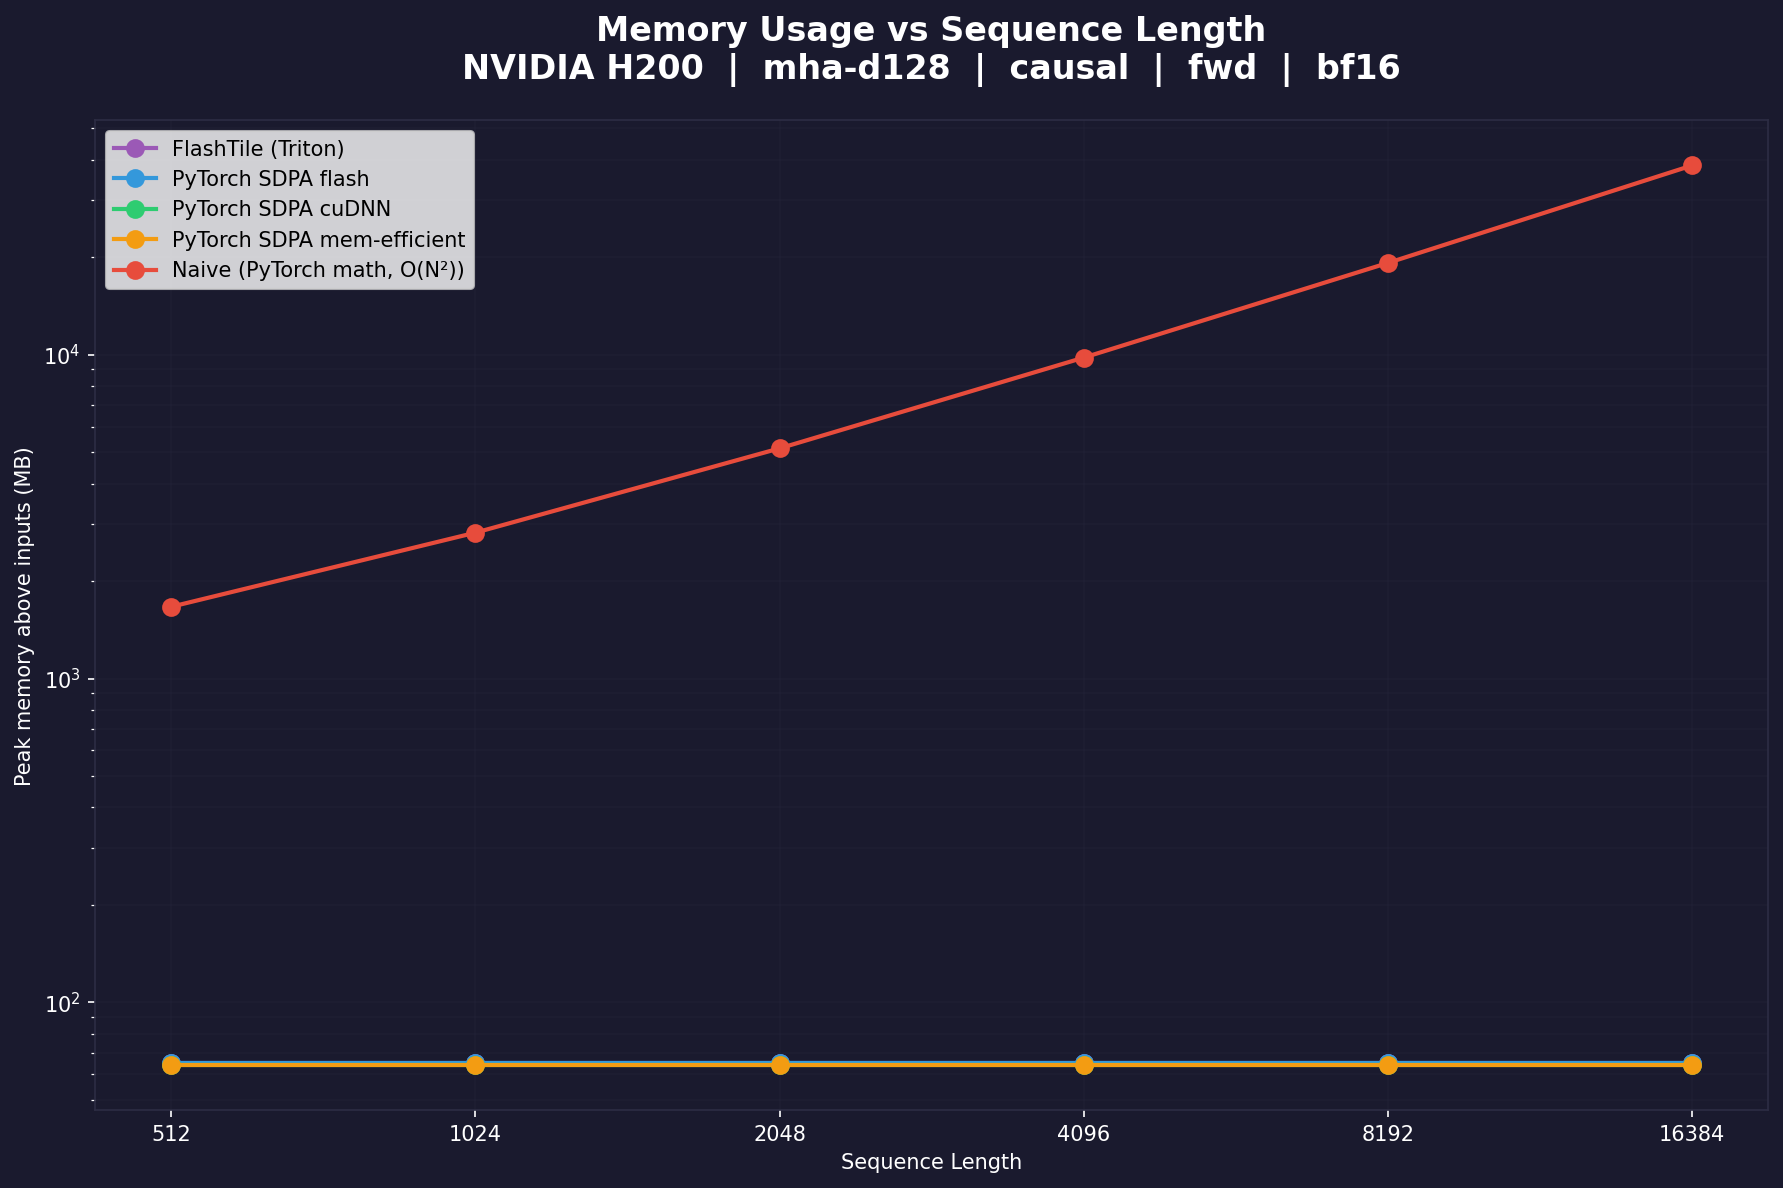 Memory Usage vs Sequence Length
NVIDIA H200 | mha-d128 | causal | fwd | bf16
FlashTile (Triton)
PyTorch SDPA flash
PyTorch SDPA cuDNN
PyTorch SDPA mem-efficient
Naive (PyTorch math, O(N²))
Peak memory above inputs (MB)
10⁴
10³
10²
512 1024 2048 4096 8192 16384
Sequence Length